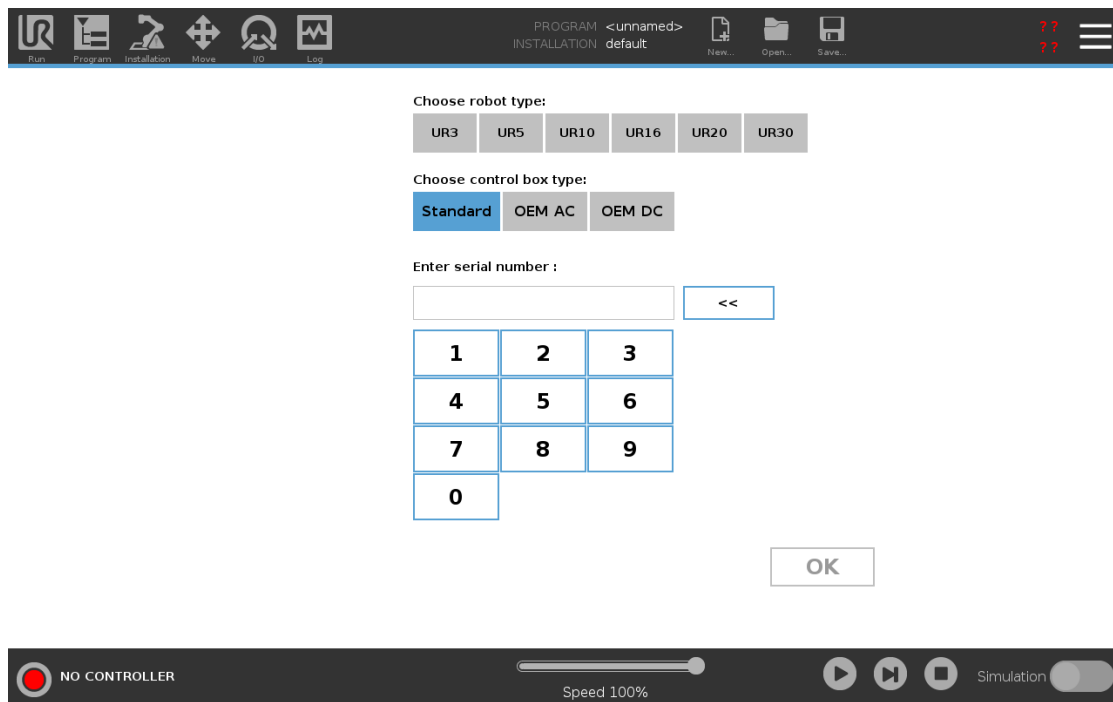 PROGRAM <unnamed>
INSTALLATION default
? ?
? ?
Run Program Installation Move I/O Log New... Open... Save...
Choose robot type:
UR3 UR5 UR10 UR16 UR20 UR30
Choose control box type:
Standard OEM AC OEM DC
Enter serial number :
<<
1 2 3
4 5 6
7 8 9
0
OK
NO CONTROLLER
Speed 100%
Simulation